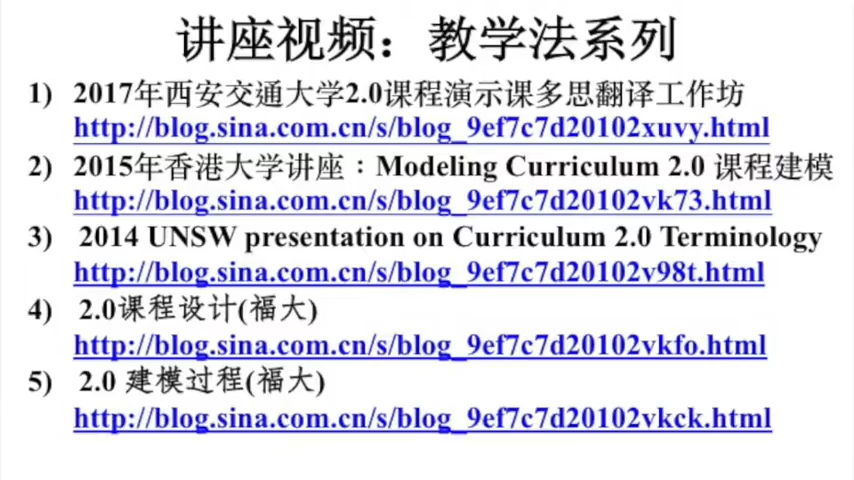 讲座视频：教学法系列
1) 2017年西安交通大学2.0课程演示课多思翻译工作坊
http://blog.sina.com.cn/s/blog_9ef7c7d20102xuvy.html
2) 2015年香港大学讲座：Modeling Curriculum 2.0 课程建模
http://blog.sina.com.cn/s/blog_9ef7c7d20102vk73.html
3) 2014 UNSW presentation on Curriculum 2.0 Terminology
http://blog.sina.com.cn/s/blog_9ef7c7d20102v98t.html
4) 2.0课程设计(福大)
http://blog.sina.com.cn/s/blog_9ef7c7d20102vkfo.html
5) 2.0 建模过程(福大)
http://blog.sina.com.cn/s/blog_9ef7c7d20102vkck.html